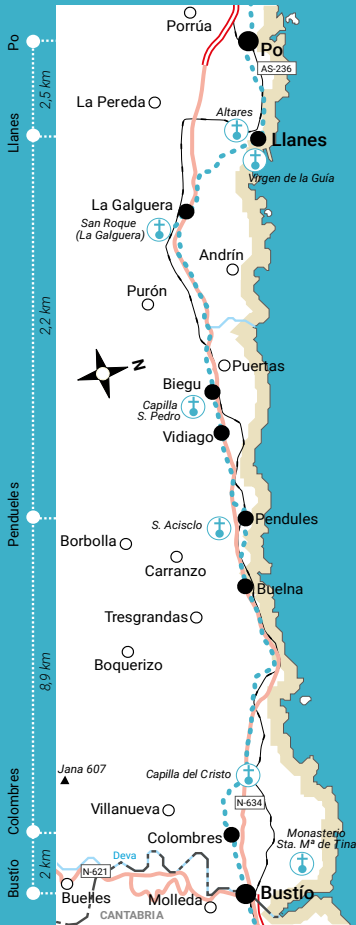 Porrúa
Po
Po
AS-236
2,5 km
La Pereda
Altares
Llanes
Llanes
Virgen de la Guía
La Galguera
San Roque
(La Galguera)
Andrín
Purón
2,2 km
N
Puertas
Biegu
Capilla
S. Pedro
Vidiago
Pendueles
S. Acisclo
Pendules
Borbolla
Carranzo
Buelna
Tresgrandas
Boquerizo
8,9 km
Jana 607
Capilla del Cristo
N-634
Villanueva
Colombres
Colombres
Monasterio
Sta. Mª de Tina
Deva
N-621
2 km
Bustío
Buelles
Molleda
Bustío
CANTABRIA